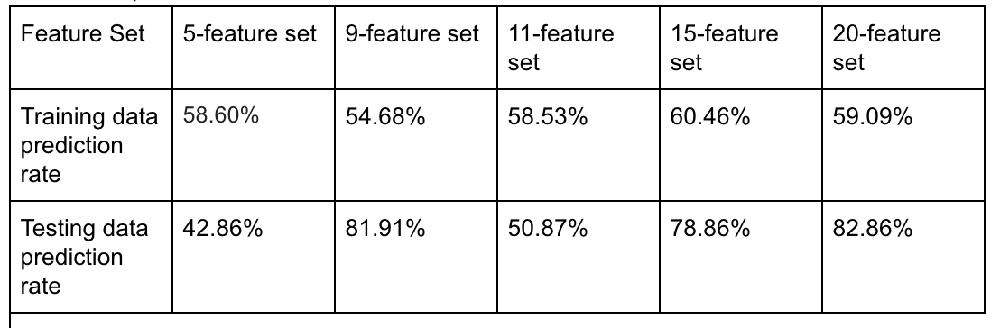 Feature Set 5-feature set 9-feature set 11-feature 15-feature 20-feature
set set set
Training data 58.60% 54.68% 58.53% 60.46% 59.09%
prediction
rate
Testing data 42.86% 81.91% 50.87% 78.86% 82.86%
prediction
rate